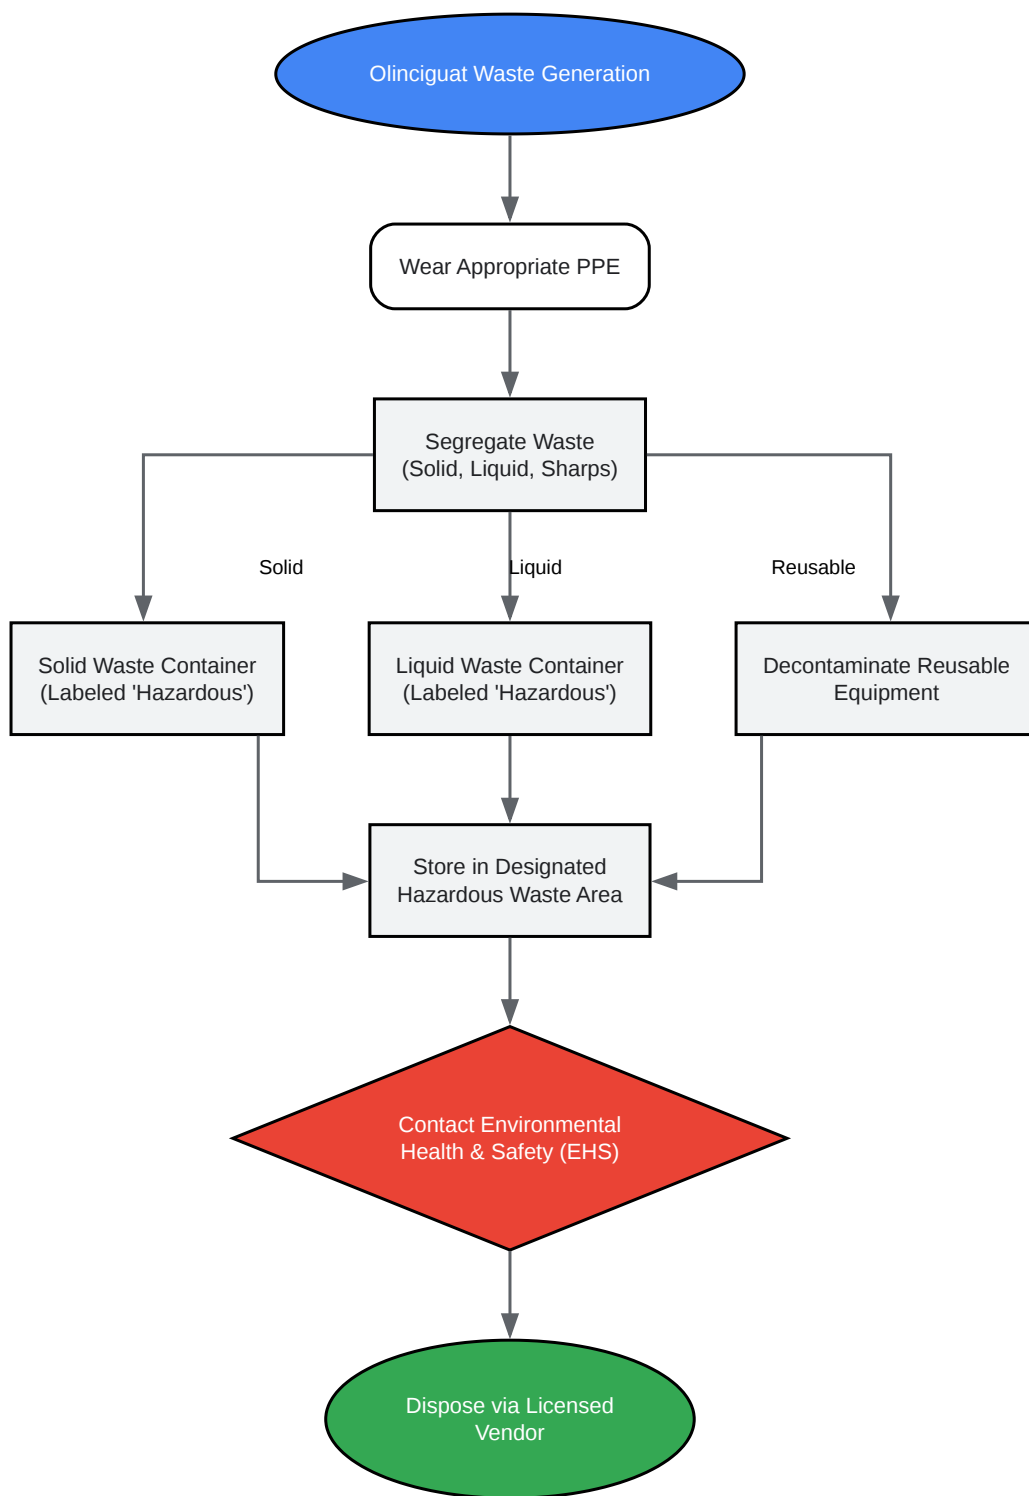 Olinciguat Waste Generation
Wear Appropriate PPE
Segregate Waste
(Solid, Liquid, Sharps)
Solid
Liquid
Reusable
Solid Waste Container
(Labeled 'Hazardous')
Liquid Waste Container
(Labeled 'Hazardous')
Decontaminate Reusable
Equipment
Store in Designated
Hazardous Waste Area
Contact Environmental
Health & Safety (EHS)
Dispose via Licensed
Vendor